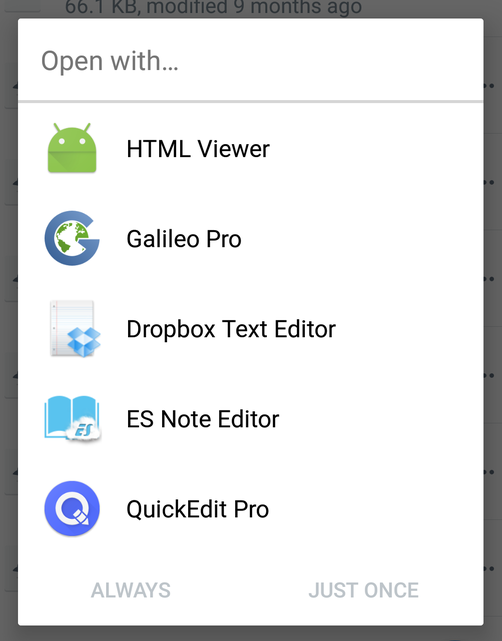 66.1 KB, modified 9 months ago
Open with...
HTML Viewer
Galileo Pro
Dropbox Text Editor
ES
ES Note Editor
QuickEdit Pro
ALWAYS
JUST ONCE